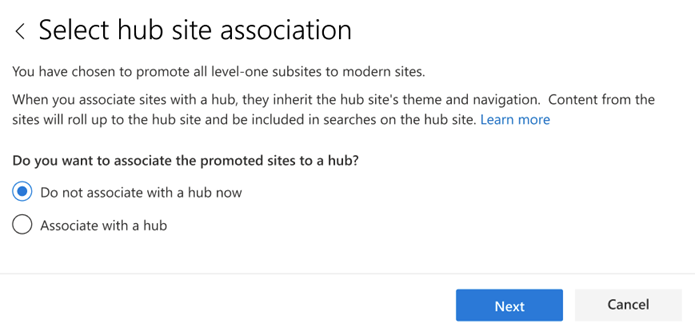 Select hub site association
You have chosen to promote all level-one subsites to modern sites.
When you associate sites with a hub, they inherit the hub site's theme and navigation.  Content from the
sites will roll up to the hub site and be included in searches on the hub site. Learn more
Do you want to associate the promoted sites to a hub?
Do not associate with a hub now
Associate with a hub
Next Cancel